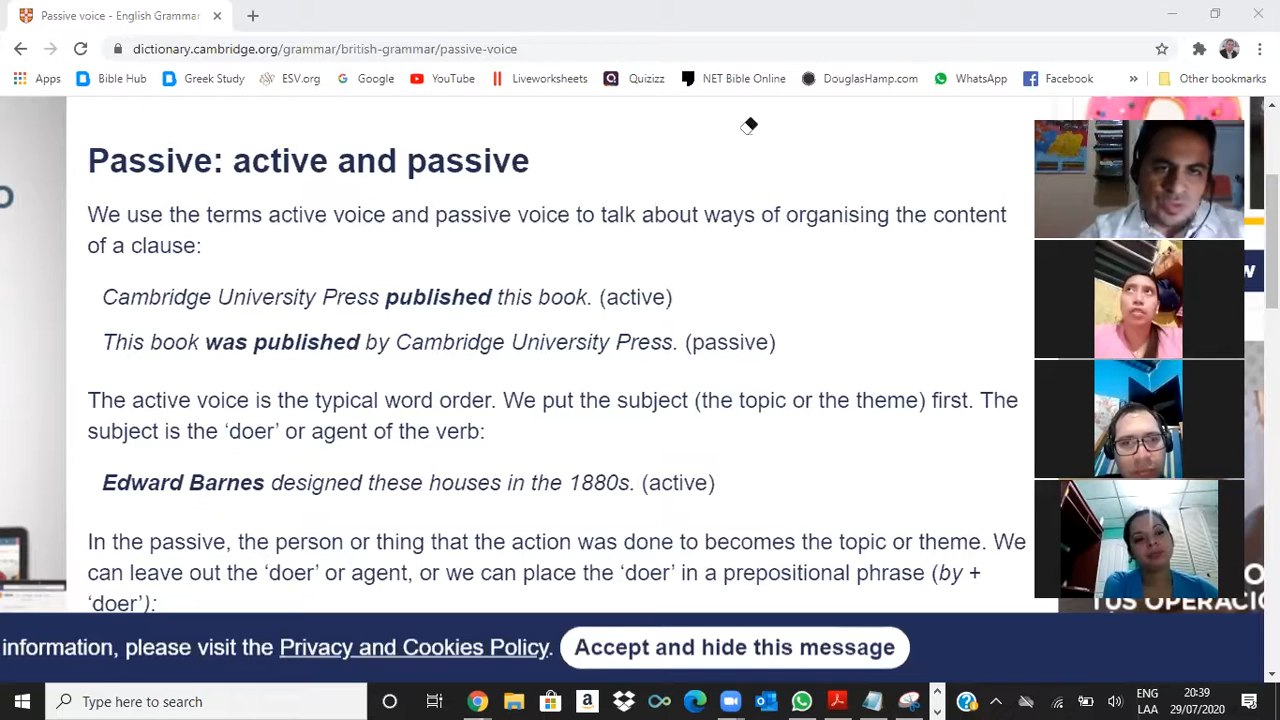 Passive voice - English Grammar
dictionary.cambridge.org/grammar/british-grammar/passive-voice
Apps Bible Hub Greek Study ESV.org Google YouTube Liveworksheets Quizizz NET Bible Online DouglasHamp.com WhatsApp Facebook » Other bookmarks
Passive: active and passive
We use the terms active voice and passive voice to talk about ways of organising the content
of a clause:
Cambridge University Press published this book. (active)
This book was published by Cambridge University Press. (passive)
The active voice is the typical word order. We put the subject (the topic or the theme) first. The
subject is the ‘doer’ or agent of the verb:
Edward Barnes designed these houses in the 1880s. (active)
In the passive, the person or thing that the action was done to becomes the topic or theme. We
can leave out the ‘doer’ or agent, or we can place the ‘doer’ in a prepositional phrase (by +
‘doer’):
TUS OPERACIO
information, please visit the Privacy and Cookies Policy. Accept and hide this message
Type here to search
ENG 20:39
LAA 29/07/2020